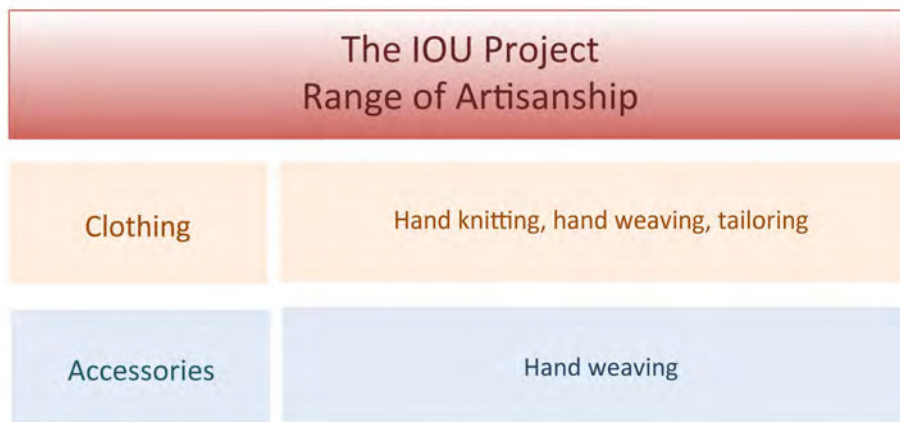 The IOU Project
Range of Artisanship
Clothing
Hand knitting, hand weaving, tailoring
Accessories
Hand weaving